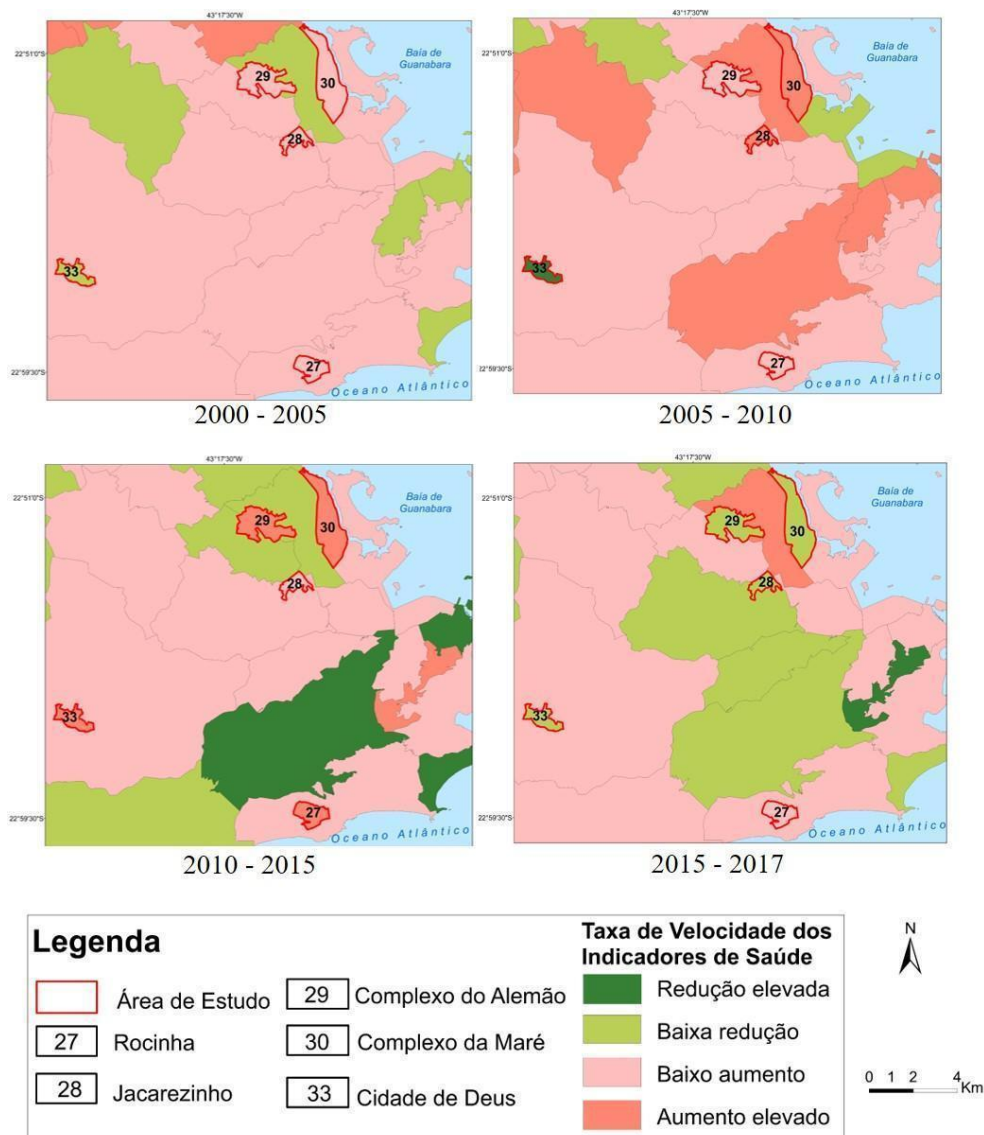 43°17'30"W
43°17'30"W
22°51'0"S
Baía de
Guanabara
29
30
28
33
27
22°59'30"S
Oceano Atlântico
22°51'0"S
Baía de
Guanabara
29
30
28
33
27
22°59'30"S
Oceano Atlântico
2000 - 2005
2005 - 2010
43°17'30"W
43°17'30"W
22°51'0"S
Baía de
Guanabara
29
30
28
33
27
22°59'30"S
Oceano Atlântico
22°51'0"S
Baía de
Guanabara
29
30
28
33
27
22°59'30"S
Oceano Atlântico
2010 - 2015
2015 - 2017
Legenda
Área de Estudo
27 Rocinha
28 Jacarezinho
29 Complexo do Alemão
30 Complexo da Maré
33 Cidade de Deus
Taxa de Velocidade dos
Indicadores de Saúde
Redução elevada
Baixa redução
Baixo aumento
Aumento elevado
N
0 1 2 4
Km